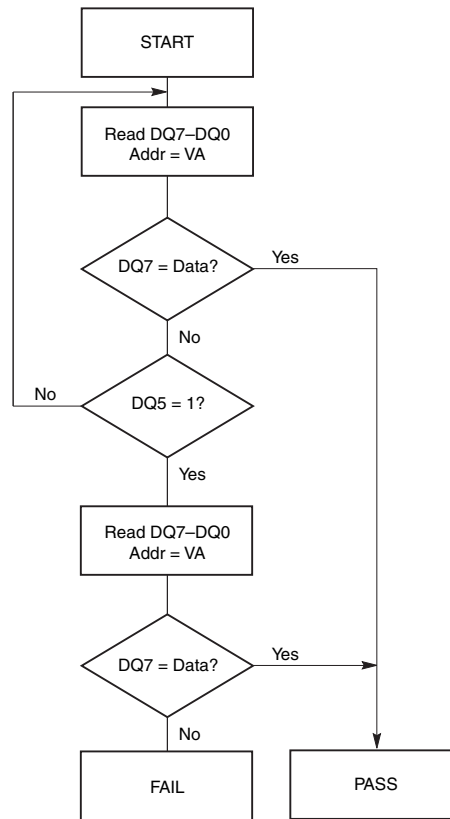 START
Read DQ7–DQ0
Addr = VA
DQ7 = Data?
Yes
No
No
DQ5 = 1?
Yes
Read DQ7–DQ0
Addr = VA
DQ7 = Data?
Yes
No
FAIL
PASS